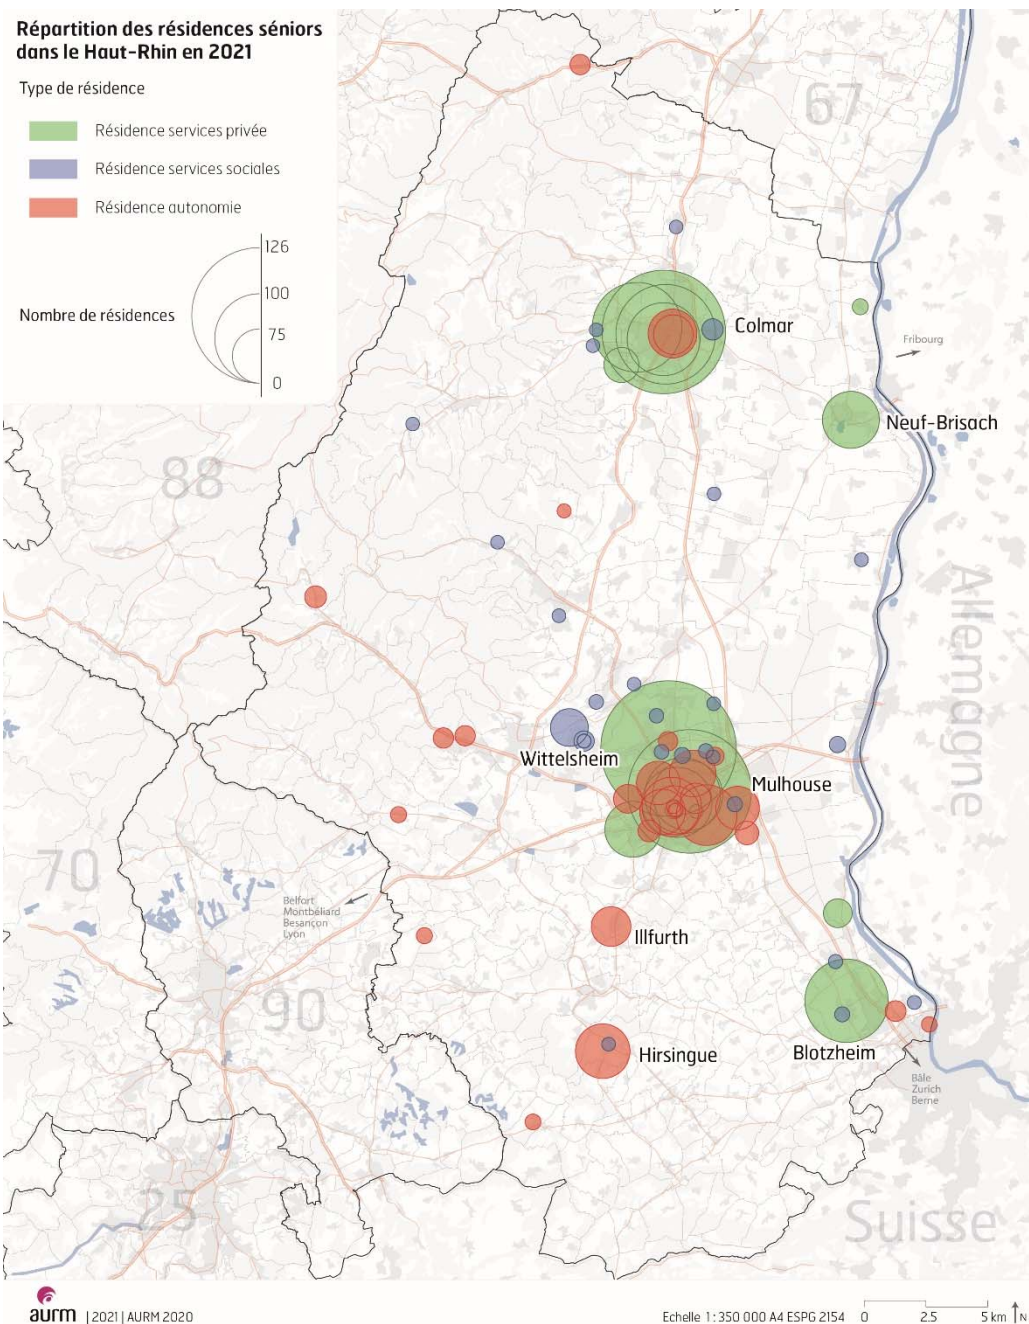 Répartition des résidences séniors
dans le Haut-Rhin en 2021
Type de résidence
Résidence services privée
Résidence services sociales
Résidence autonomie
Nombre de résidences
126
100
75
0
67
Colmar
Fribourg
Neuf-Brisach
88
Allemagne
Wittelsheim
Mulhouse
70
Belfort
Montbéliard
Besançon
Lyon
Illfurth
90
Hirsingue
Blotzheim
Bâle
Zurich
Berne
25
Suisse
aurm | 2021 | AURM 2020
Echelle 1: 350 000 A4 ESPG 2154
0 2.5 5 km N